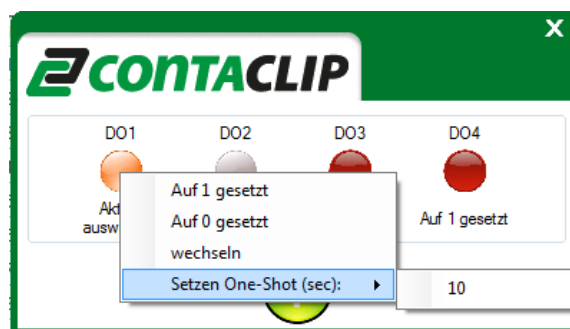 X
CONTACLIP
DO1 DO2 DO3 DO4
Auf 1 gesetzt
Auf 0 gesetzt
wechseln
Setzen One-Shot (sec):
10
Auf 1 gesetzt